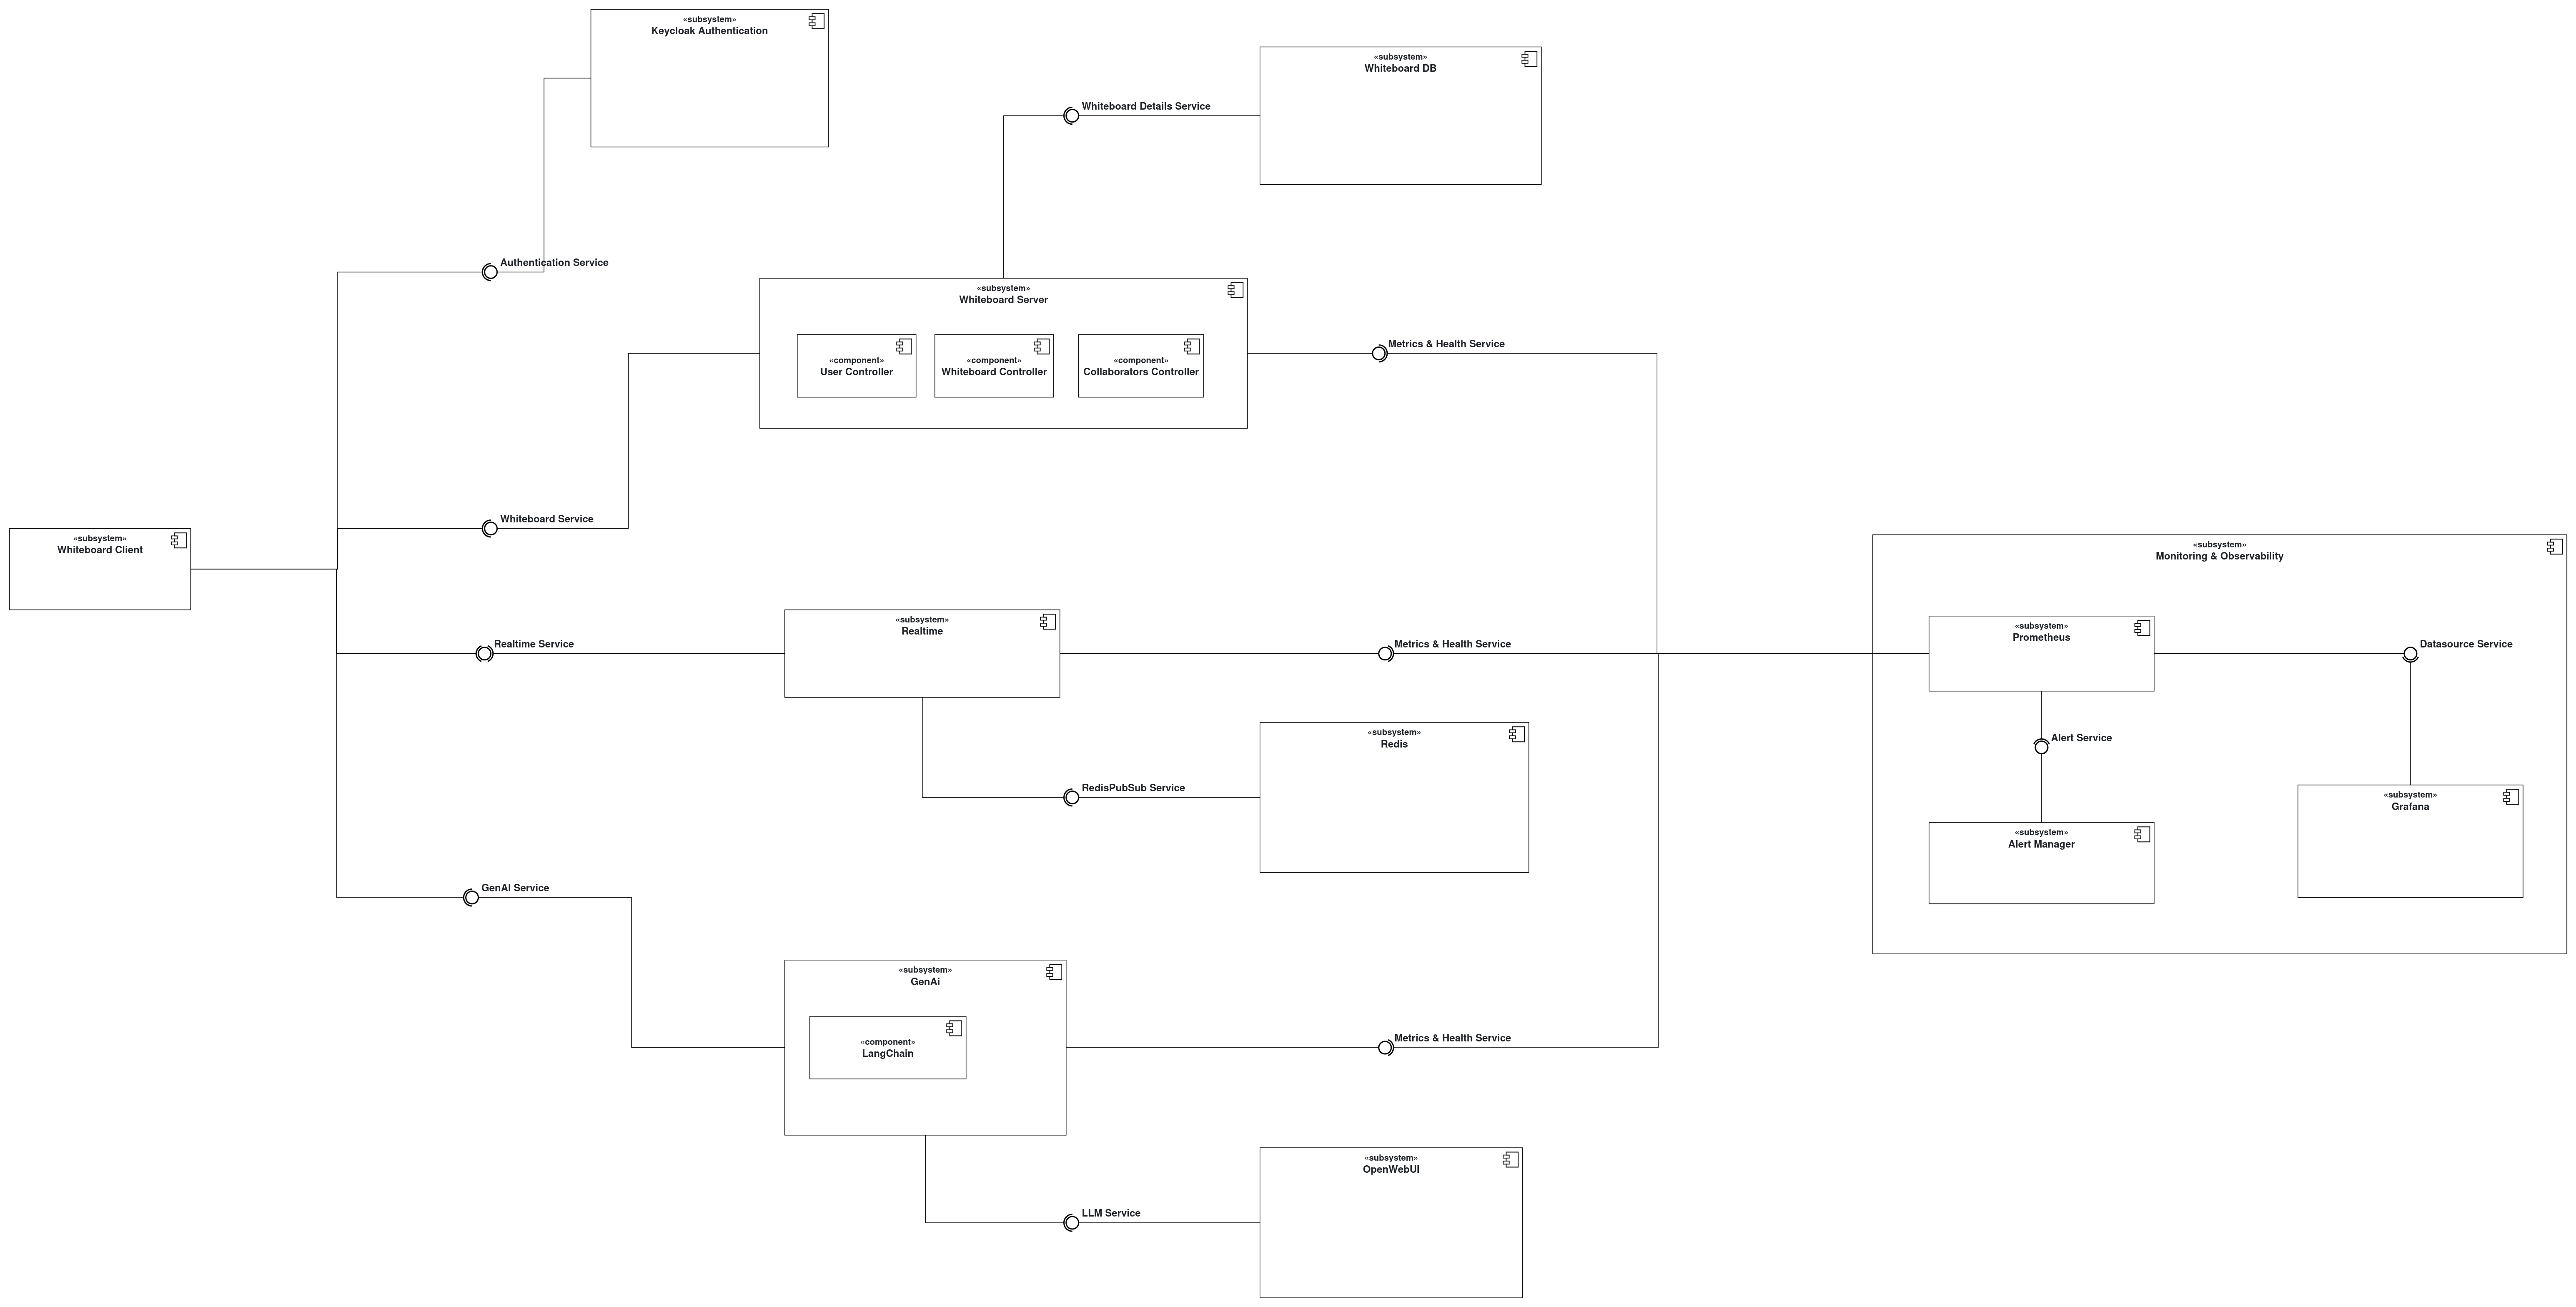 «subsystem»
Keycloak Authentication
«subsystem»
Whiteboard DB
Whiteboard Details Service
Authentication Service
«subsystem»
Whiteboard Server
«component»
User Controller
«component»
Whiteboard Controller
«component»
Collaborators Controller
Metrics & Health Service
Whiteboard Service
«subsystem»
Whiteboard Client
«subsystem»
Monitoring & Observability
«subsystem»
Realtime
Realtime Service
Metrics & Health Service
«subsystem»
Prometheus
Datasource Service
«subsystem»
Redis
Alert Service
RedisPubSub Service
«subsystem»
Grafana
«subsystem»
Alert Manager
GenAI Service
«subsystem»
GenAi
«component»
LangChain
Metrics & Health Service
«subsystem»
OpenWebUI
LLM Service